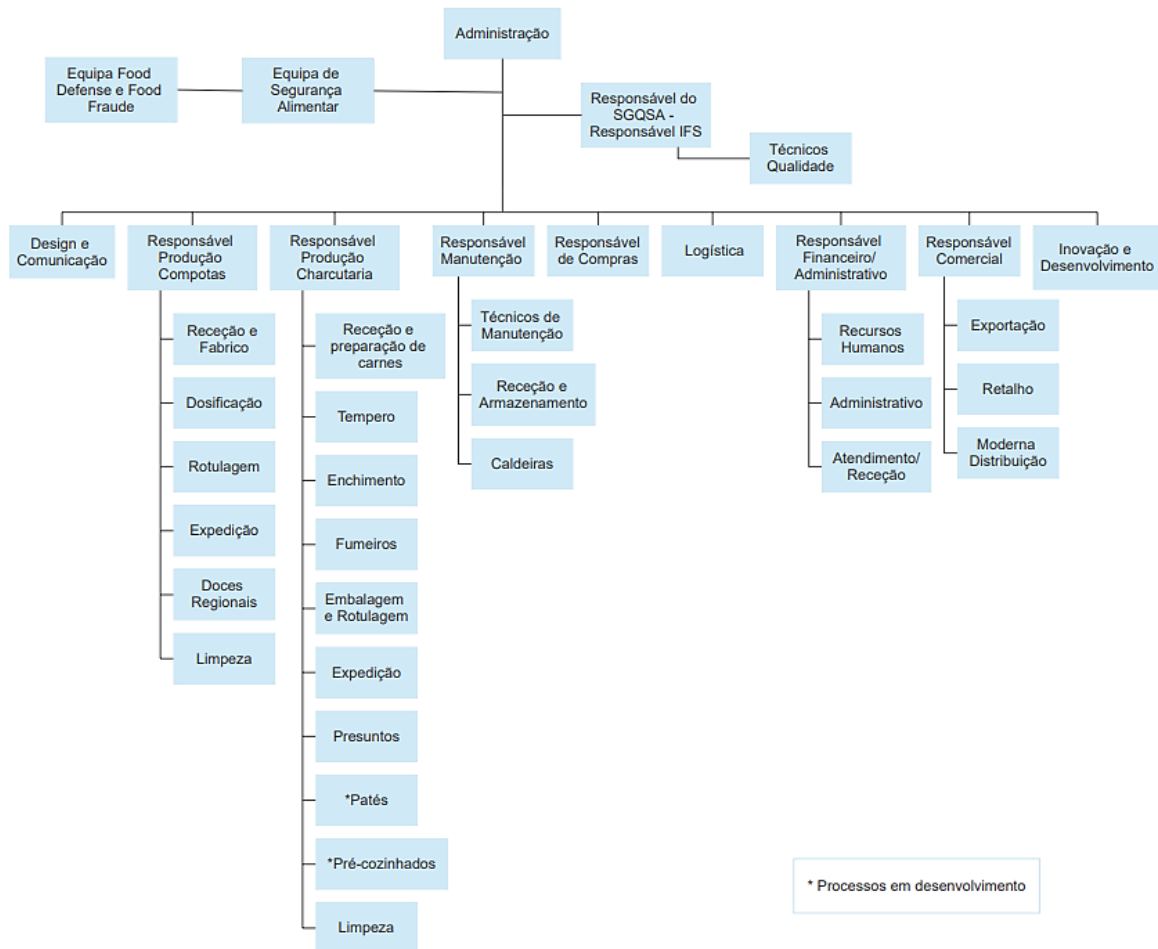 Administração
Equipa Food
Defense e Food
Fraude
Equipa de
Segurança
Alimentar
Responsável do
SGQSA -
Responsável IFS
Técnicos
Qualidade
Design e
Comunicação
Responsável
Produção
Compotas
Responsável
Produção
Charcutaria
Responsável
Manutenção
Responsável
de Compras
Logística
Responsável
Financeiro/
Administrativo
Responsável
Comercial
Inovação e
Desenvolvimento
Receção e
Fabrico
Dosificação
Rotulagem
Expedição
Doces
Regionais
Limpeza
Receção e
preparação de
carnes
Tempero
Enchimento
Fumeiros
Embalagem
e Rotulagem
Expedição
Presuntos
*Patés
*Pré-cozinhados
Limpeza
Técnicos de
Manutenção
Receção e
Armazenamento
Caldeiras
Recursos
Humanos
Administrativo
Atendimento/
Receção
Exportação
Retalho
Moderna
Distribuição
* Processos em desenvolvimento